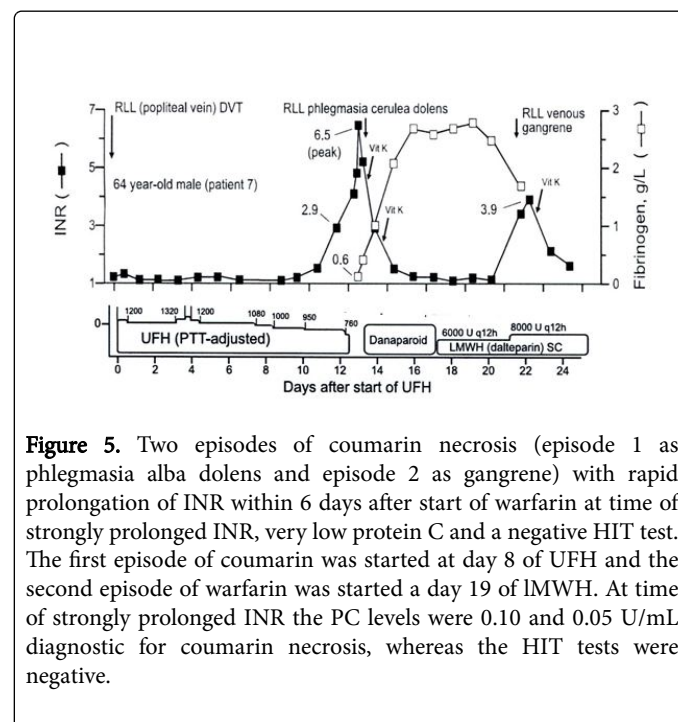 RLL (popliteal vein) DVT
RLL phlegmasia cerulea dolens
RLL venous
gangrene
7
5
3
1
INR (—■—)
3
2
1
0
Fibrinogen, g/L (—□—)
64 year-old male (patient 7)
6.5
(peak)
Vit K
2.9
Vit K
0.6
3.9
Vit K
0
1200
1320
1200
1080
1000
950
760
UFH (PTT-adjusted)
Danaparoid
6000 U q12h
8000 U q12h
LMWH (dalteparin) SC
0 2 4 6 8 10 12 14 16 18 20 22 24
Days after start of UFH
Figure 5. Two episodes of coumarin necrosis (episode 1 as
phlegmasia alba dolens and episode 2 as gangrene) with rapid
prolongation of INR within 6 days after start of warfarin at time of
strongly prolonged INR, very low protein C and a negative HIT test.
The first episode of coumarin was started at day 8 of UFH and the
second episode of warfarin was started a day 19 of lMWH. At time
of strongly prolonged INR the PC levels were 0.10 and 0.05 U/mL
diagnostic for coumarin necrosis, whereas the HIT tests were
negative.